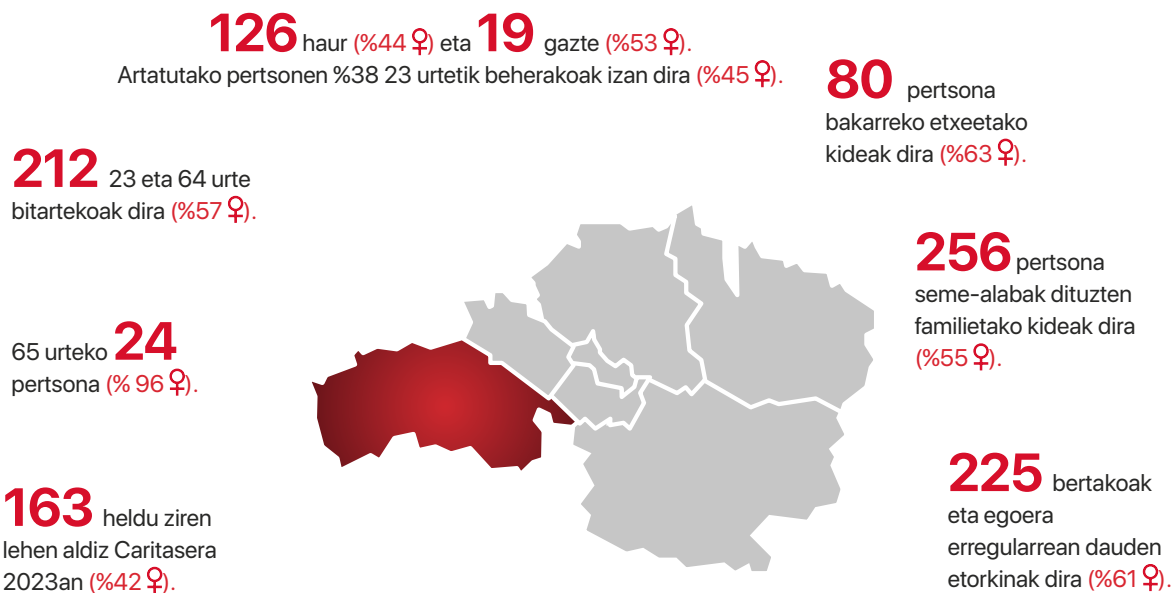 126 haur (%44 ♀) eta 19 gazte (%53 ♀).
Artatutako pertsonen %38 23 urtetik beherakoak izan dira (%45 ♀).
80 pertsona
bakarreko etxeetako
kideak dira (%63 ♀).
212 23 eta 64 urte
bitartekoak dira (%57 ♀).
256 pertsona
seme-alabak dituzten
familietako kideak dira
(%55 ♀).
65 urteko 24
pertsona (% 96 ♀).
225 bertakoak
eta egoera
erregularrean dauden
etorkinak dira (%61 ♀).
163 heldu ziren
lehen aldiz Caritasera
2023an (%42 ♀).